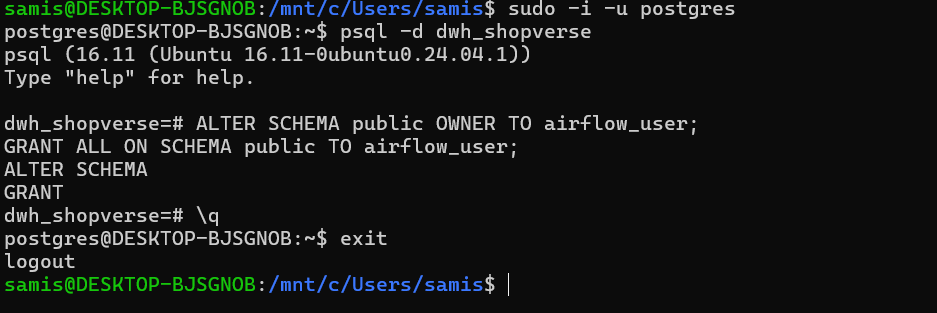 samis@DESKTOP-BJSGNOB:/mnt/c/Users/samis$ sudo -i -u postgres
postgres@DESKTOP-BJSGNOB:~$ psql -d dwh_shopverse
psql (16.11 (Ubuntu 16.11-0ubuntu0.24.04.1))
Type "help" for help.

dwh_shopverse=# ALTER SCHEMA public OWNER TO airflow_user;
GRANT ALL ON SCHEMA public TO airflow_user;
ALTER SCHEMA
GRANT
dwh_shopverse=# \q
postgres@DESKTOP-BJSGNOB:~$ exit
logout
samis@DESKTOP-BJSGNOB:/mnt/c/Users/samis$